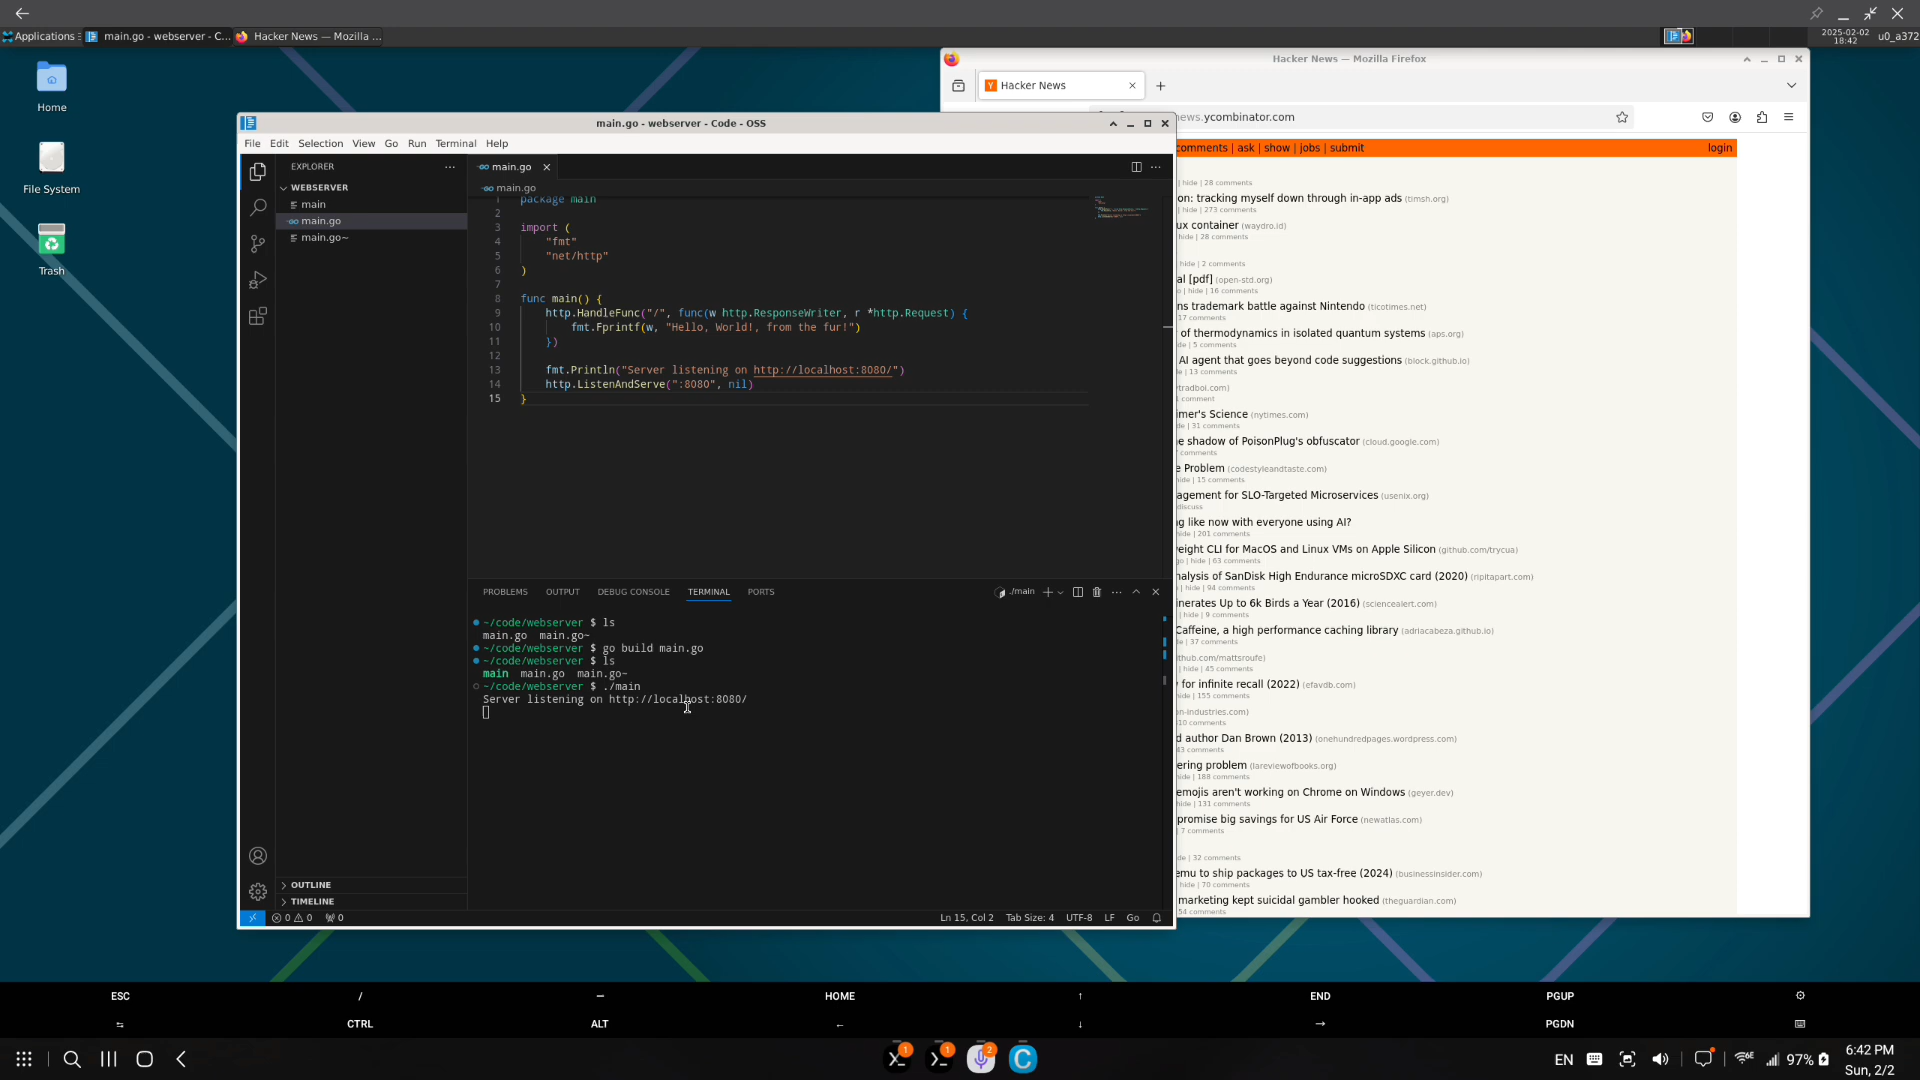 Applications
main.go - webserver - C...
Hacker News — Mozilla ...
2025-02-02
18:42
u0_a372
Home
File System
Trash
Hacker News — Mozilla Firefox
Hacker News
news.ycombinator.com
comments | ask | show | jobs | submit
login
| hide | 28 comments
on: tracking myself down through in-app ads (timsh.org)
| hide | 273 comments
ux container (waydro.id)
| hide | 28 comments
| hide | 2 comments
al [pdf] (open-std.org)
| hide | 16 comments
ns trademark battle against Nintendo (ticotimes.net)
17 comments
of thermodynamics in isolated quantum systems (aps.org)
hide | 5 comments
AI agent that goes beyond code suggestions (block.github.io)
| hide | 13 comments
tradboi.com)
1 comment
imer's Science (nytimes.com)
hide | 31 comments
e shadow of PoisonPlug's obfuscator (cloud.google.com)
comments
e Problem (codestyleandtaste.com)
hide | 15 comments
agement for SLO-Targeted Microservices (usenix.org)
discuss
g like now with everyone using AI?
hide | 201 comments
eight CLI for MacOS and Linux VMs on Apple Silicon (github.com/trycua)
go | hide | 63 comments
nalysis of SanDisk High Endurance microSDXC card (2020) (ripitapart.com)
hide | 94 comments
inerates Up to 6k Birds a Year (2016) (sciencealert.com)
| hide | 9 comments
Caffeine, a high performance caching library (adriacabeza.github.io)
hide | 37 comments
ithub.com/mattsroufe)
hide | 45 comments
for infinite recall (2022) (efavdb.com)
hide | 155 comments
on-industries.com)
310 comments
d author Dan Brown (2013) (onehundredpages.wordpress.com)
43 comments
ering problem (lareviewofbooks.org)
hide | 188 comments
emojis aren't working on Chrome on Windows (geyer.dev)
hide | 131 comments
promise big savings for US Air Force (newatlas.com)
| 7 comments
de | 32 comments
emu to ship packages to US tax-free (2024) (businessinsider.com)
hide | 70 comments
marketing kept suicidal gambler hooked (theguardian.com)
54 comments
main.go - webserver - Code - OSS
File Edit Selection View Go Run Terminal Help
EXPLORER
WEBSERVER
main
main.go
main.go~
OUTLINE
TIMELINE
main.go
main.go
1 package main
2
3 import (
4 "fmt"
5 "net/http"
6 )
7
8 func main() {
9 http.HandleFunc("/", func(w http.ResponseWriter, r *http.Request) {
10 fmt.Fprintf(w, "Hello, World!, from the fur!")
11 })
12
13 fmt.Println("Server listening on http://localhost:8080/")
14 http.ListenAndServe(":8080", nil)
15 }
PROBLEMS OUTPUT DEBUG CONSOLE TERMINAL PORTS
./main
~/code/webserver $ ls
main.go main.go~
~/code/webserver $ go build main.go
~/code/webserver $ ls
main main.go main.go~
~/code/webserver $ ./main
Server listening on http://localhost:8080/
0 0 0
Ln 15, Col 2 Tab Size: 4 UTF-8 LF Go
ESC / — HOME ↑ END PGUP
⇆ CTRL ALT ← ↓ → PGDN
1 1 2
EN
97%
6:42 PM
Sun, 2/2